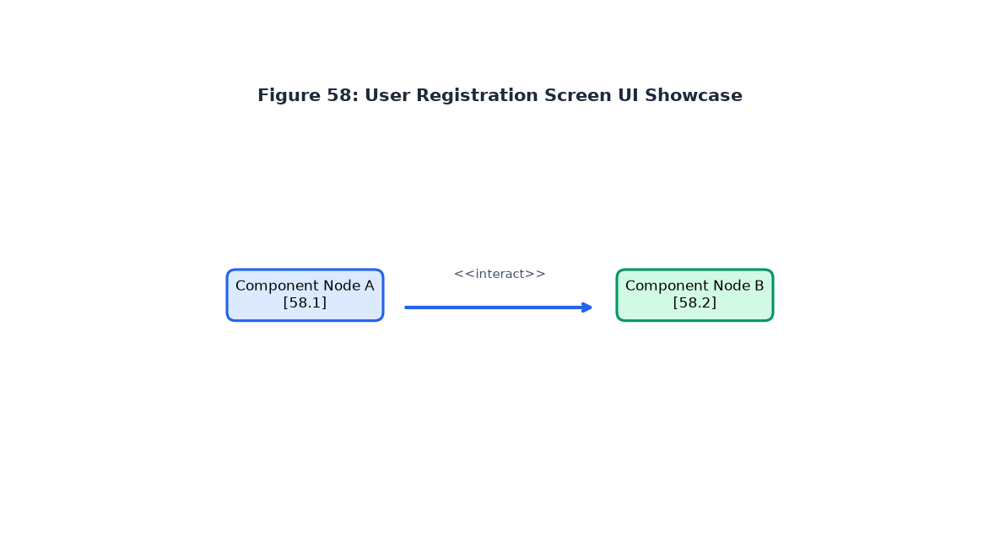 Figure 58: User Registration Screen UI Showcase
<<interact>>
Component Node A
[58.1]
Component Node B
[58.2]